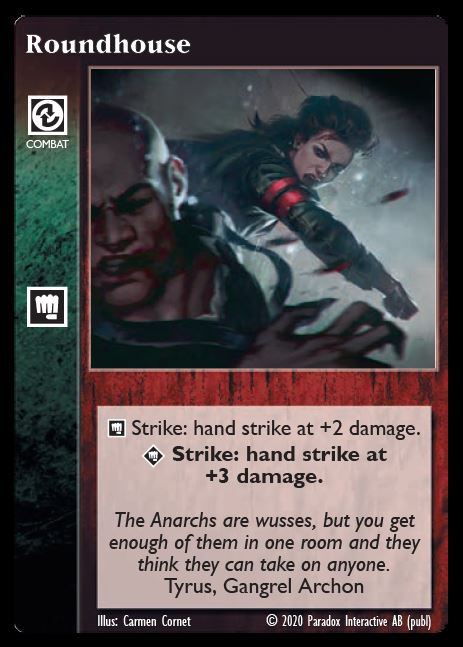 Roundhouse
COMBAT
Strike: hand strike at +2 damage.
Strike: hand strike at
+3 damage.
The Anarchs are wusses, but you get
enough of them in one room and they
think they can take on anyone.
Tyrus, Gangrel Archon
Illus: Carmen Cornet © 2020 Paradox Interactive AB (publ)